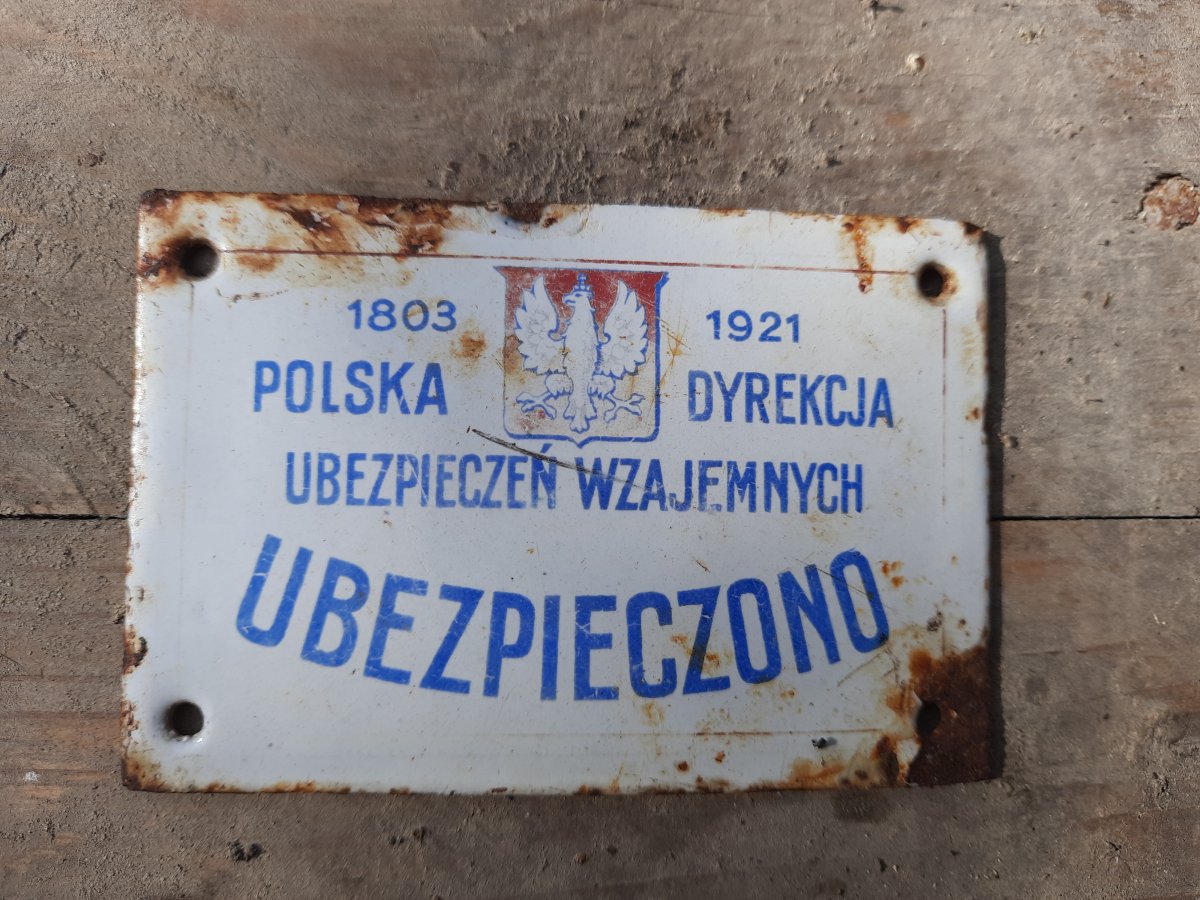 1803 1921
POLSKA DYREKCJA
UBEZPIECZEŃ WZAJEMNYCH
UBEZPIECZONO